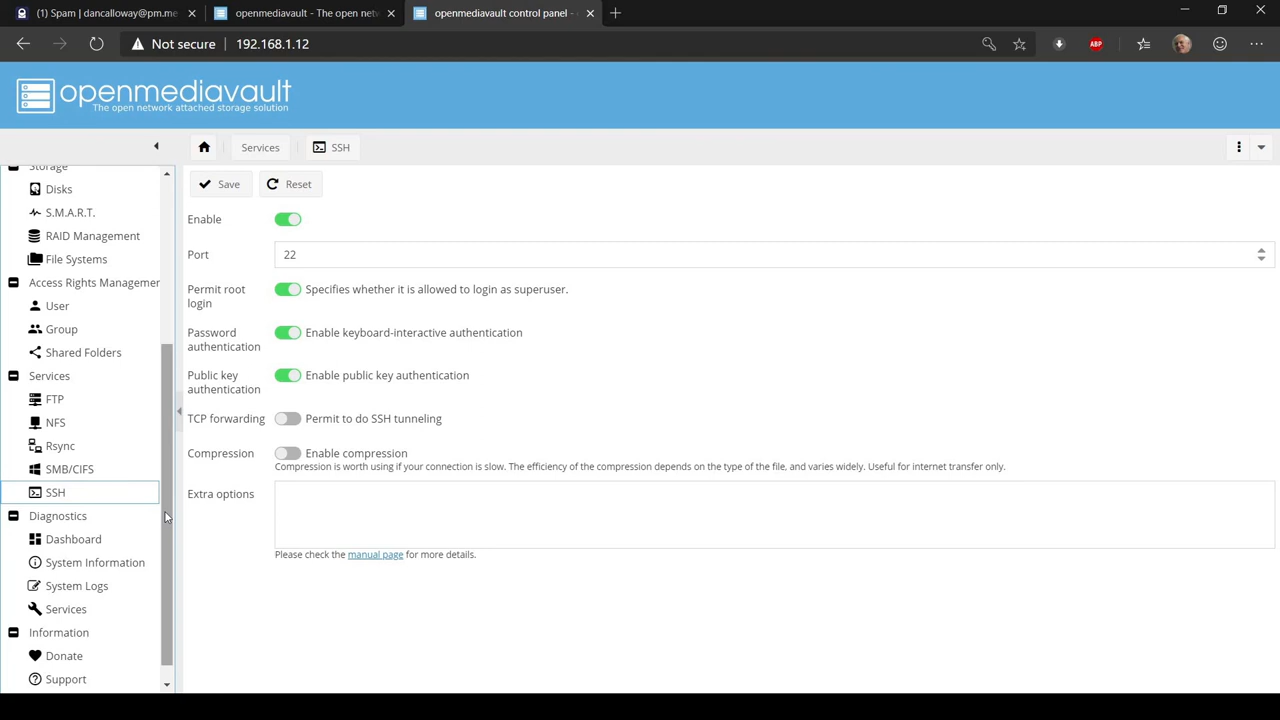 (1) Spam | dancalloway@pm.me
openmediavault - The open netw
openmediavault control panel -
Not secure
192.168.1.12
ABP
openmediavault
The open network attached storage solution
Services
SSH
Storage
Disks
S.M.A.R.T.
RAID Management
File Systems
Access Rights Managemen
User
Group
Shared Folders
Services
FTP
NFS
Rsync
SMB/CIFS
SSH
Diagnostics
Dashboard
System Information
System Logs
Services
Information
Donate
Support
Save
Reset
Enable
Port
22
Permit root
login
Specifies whether it is allowed to login as superuser.
Password
authentication
Enable keyboard-interactive authentication
Public key
authentication
Enable public key authentication
TCP forwarding
Permit to do SSH tunneling
Compression
Enable compression
Compression is worth using if your connection is slow. The efficiency of the compression depends on the type of the file, and varies widely. Useful for internet transfer only.
Extra options
Please check the manual page for more details.